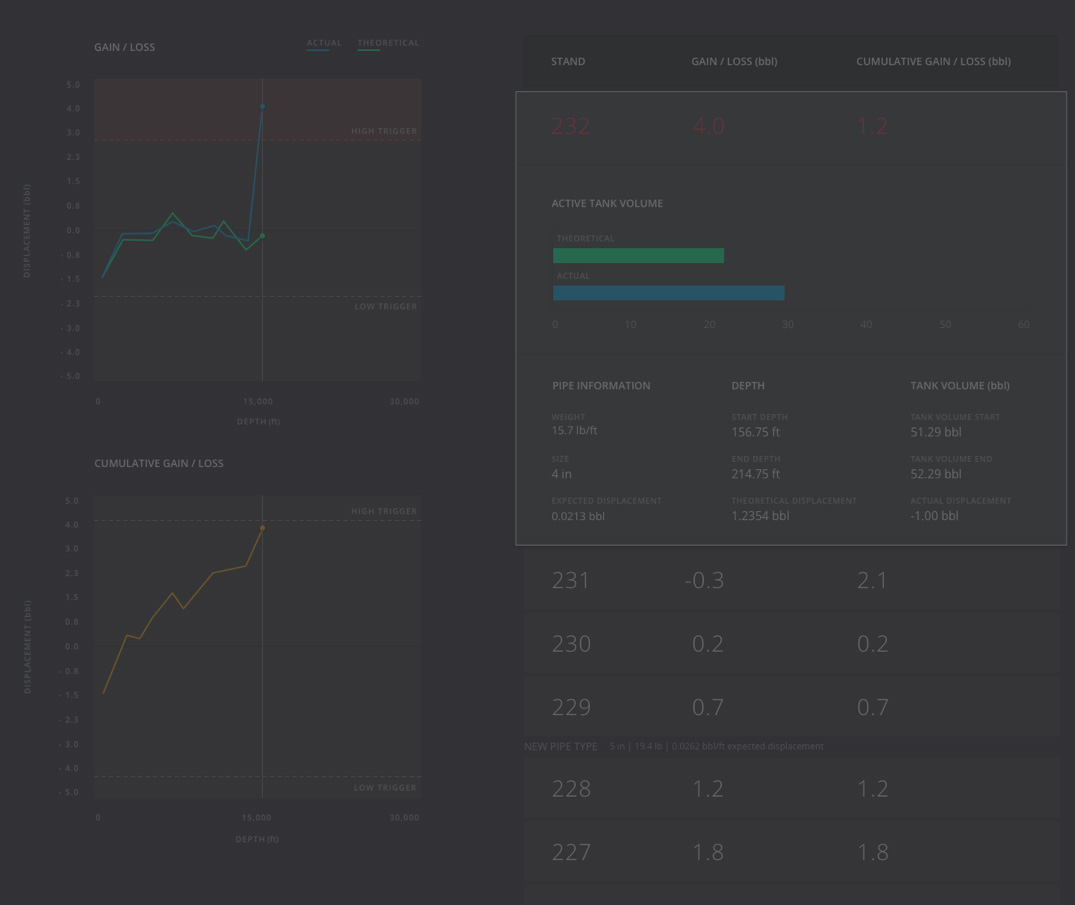 GAIN / LOSS
ACTUAL THEORETICAL
5.0
4.0
3.0
2.3
1.5
0.8
0.0
- 0.8
- 1.5
- 2.3
- 3.0
- 4.0
- 5.0
DISPLACEMENT (bbl)
HIGH TRIGGER
LOW TRIGGER
0 15,000 30,000
DEPTH (ft)
CUMULATIVE GAIN / LOSS
5.0
4.0
3.0
2.3
1.5
0.8
0.0
- 0.8
- 1.5
- 2.3
- 3.0
- 4.0
- 5.0
DISPLACEMENT (bbl)
HIGH TRIGGER
LOW TRIGGER
0 15,000 30,000
DEPTH (ft)
STAND GAIN / LOSS (bbl) CUMULATIVE GAIN / LOSS (bbl)
232 4.0 1.2
ACTIVE TANK VOLUME
THEORETICAL
ACTUAL
0 10 20 30 40 50 60
PIPE INFORMATION DEPTH TANK VOLUME (bbl)
WEIGHT START DEPTH TANK VOLUME START
15.7 lb/ft 156.75 ft 51.29 bbl
SIZE END DEPTH TANK VOLUME END
4 in 214.75 ft 52.29 bbl
EXPECTED DISPLACEMENT THEORETICAL DISPLACEMENT ACTUAL DISPLACEMENT
0.0213 bbl 1.2354 bbl -1.00 bbl
231 -0.3 2.1
230 0.2 0.2
229 0.7 0.7
NEW PIPE TYPE 5 in | 19.4 lb | 0.0262 bbl/ft expected displacement
228 1.2 1.2
227 1.8 1.8